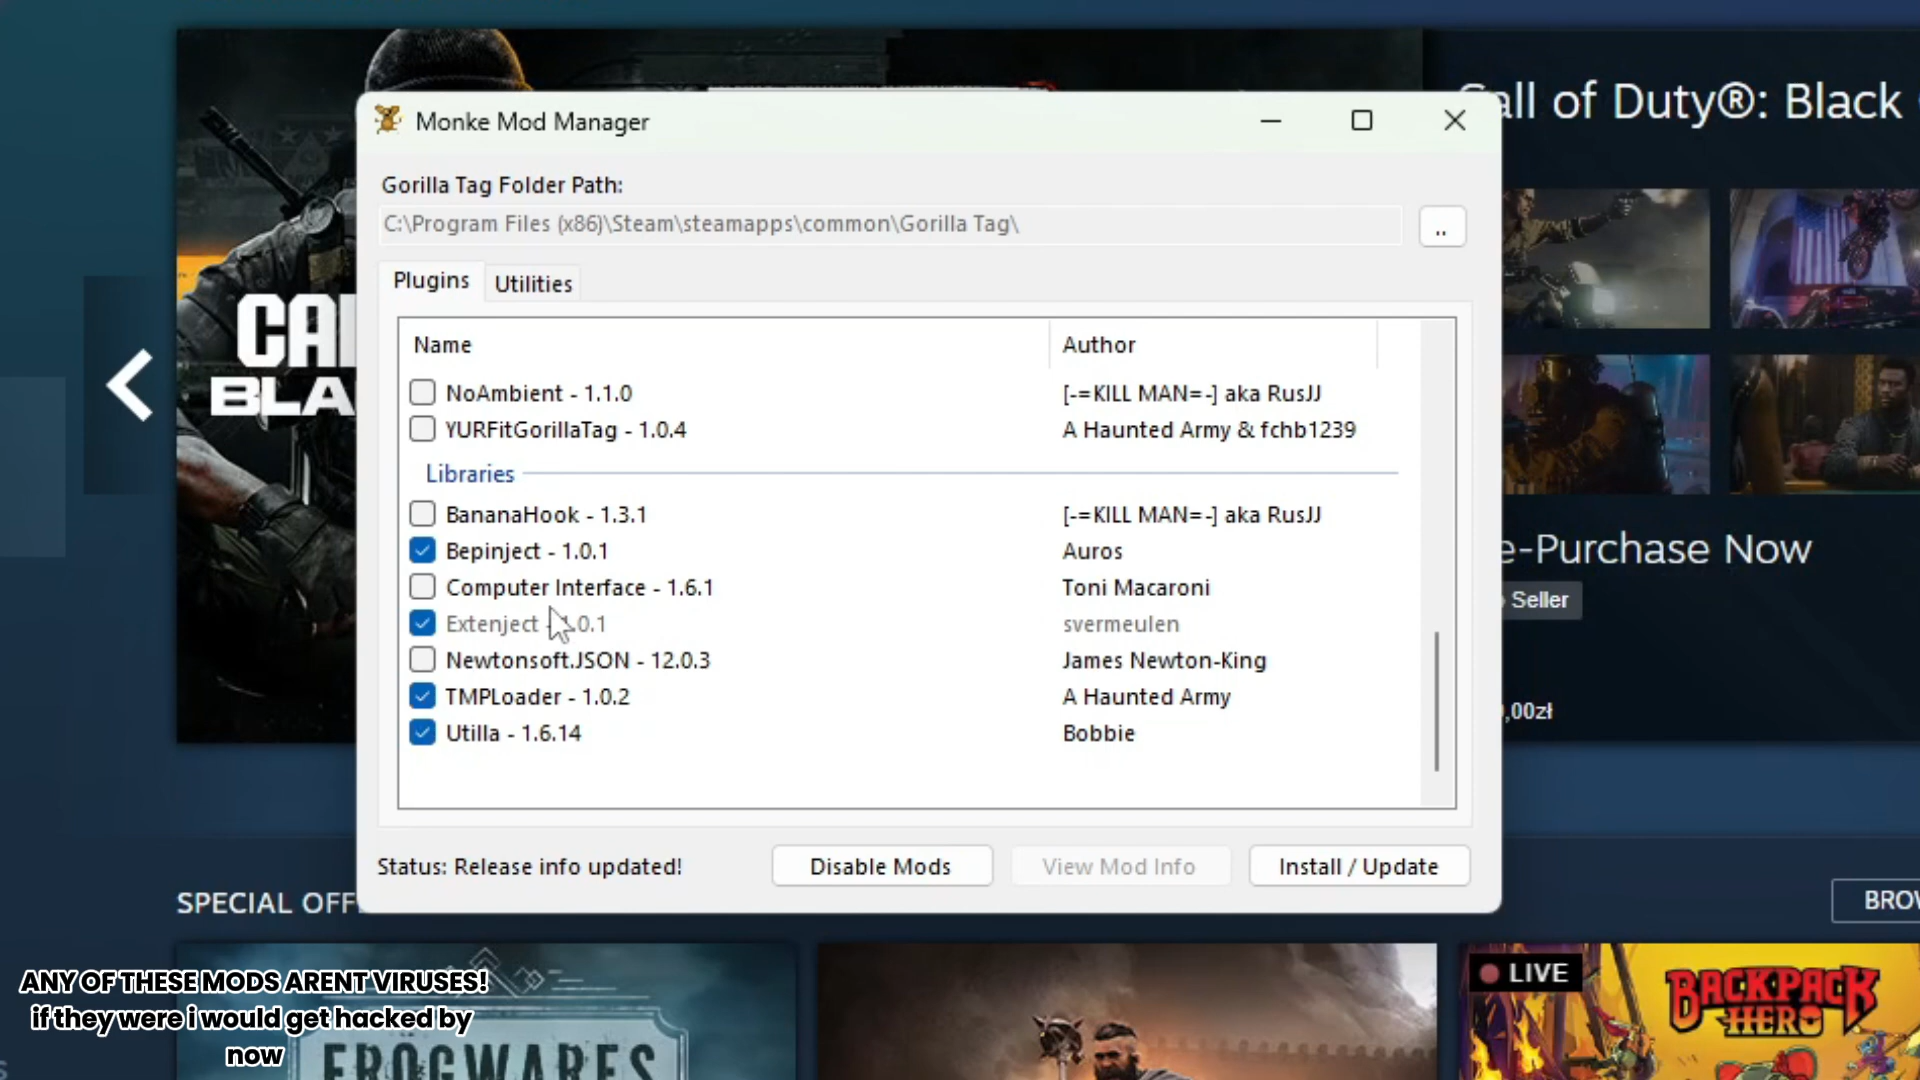 Monke Mod Manager
Call of Duty®: Black
Gorilla Tag Folder Path:
C:\Program Files (x86)\Steam\steamapps\common\Gorilla Tag\
..
Plugins
Utilities
CAL
BLA
Name Author
NoAmbient - 1.1.0 [-=KILL MAN=-] aka RusJJ
YURFitGorillaTag - 1.0.4 A Haunted Army & fchb1239
Libraries
BananaHook - 1.3.1 [-=KILL MAN=-] aka RusJJ
Bepinject - 1.0.1 Auros
Computer Interface - 1.6.1 Toni Macaroni
Extenject - .0.1 svermeulen
Newtonsoft.JSON - 12.0.3 James Newton-King
TMPLoader - 1.0.2 A Haunted Army
Utilla - 1.6.14 Bobbie
e-Purchase Now
Seller
,00zł
Status: Release info updated!
Disable Mods
View Mod Info
Install / Update
SPECIAL OFF
BROW
ANY OF THESE MODS ARENT VIRUSES!
if they were i would get hacked by
now
FROGWARES
LIVE
BACKPACK
HERO